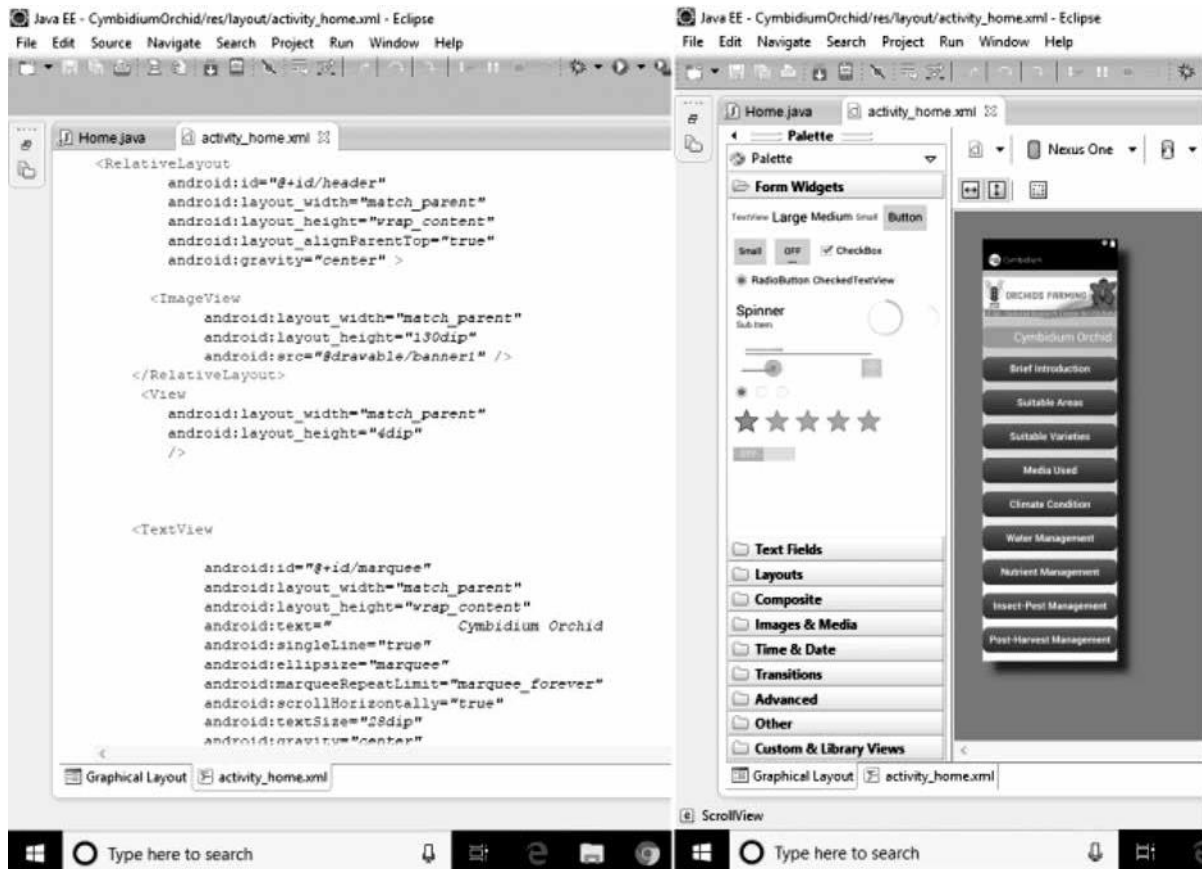 Java EE - CymbidiumOrchid/res/layout/activity_home.xml - Eclipse
File Edit Source Navigate Search Project Run Window Help
Home.java activity_home.xml
<RelativeLayout
android:id="@+id/header"
android:layout_width="match_parent"
android:layout_height="wrap_content"
android:layout_alignParentTop="true"
android:gravity="center" >
<ImageView
android:layout_width="match_parent"
android:layout_height="130dip"
android:src="@drawable/banner1" />
</RelativeLayout>
<View
android:layout_width="match_parent"
android:layout_height="4dip"
/>
<TextView
android:id="@+id/marquee"
android:layout_width="match_parent"
android:layout_height="wrap_content"
android:text=" Cymbidium Orchid
android:singleLine="true"
android:ellipsize="marquee"
android:marqueeRepeatLimit="marquee_forever"
android:scrollHorizontally="true"
android:textSize="28dip"
android:gravity="center"
Graphical Layout activity_home.xml
Type here to search
Java EE - CymbidiumOrchid/res/layout/activity_home.xml - Eclipse
File Edit Navigate Search Project Run Window Help
Home.java activity_home.xml
Palette
Palette
Nexus One
Form Widgets
TextView Large Medium Small Button
Small OFF CheckBox
RadioButton CheckedTextView
Spinner
Sub Item
OFF
Text Fields
Layouts
Composite
Images & Media
Time & Date
Transitions
Advanced
Other
Custom & Library Views
Cymbidium
ORCHIDS FARMING
Cymbidium Orchid
Brief Introduction
Suitable Areas
Suitable Varieties
Media Used
Climate Condition
Water Management
Nutrient Management
Insect-Pest Management
Post-Harvest Management
Graphical Layout activity_home.xml
ScrollView
Type here to search